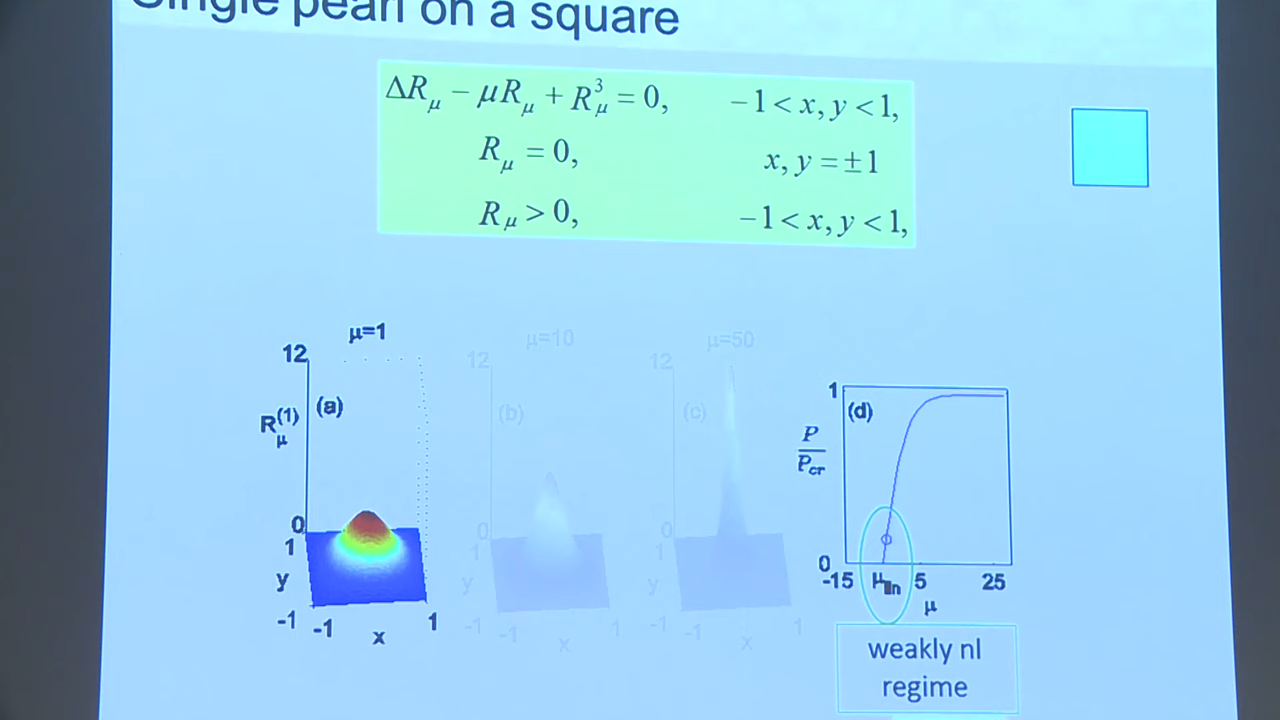 Single pearl on a square
ΔR_μ − μR_μ + R_μ^3 = 0, −1 < x, y < 1,
R_μ = 0, x, y = ±1
R_μ > 0, −1 < x, y < 1,
μ=1
12
R_μ^(1)
(a)
0
1
y
-1
-1
x
1
μ=10
12
(b)
0
1
y
-1
-1
x
1
μ=50
12
(c)
0
1
y
-1
-1
x
1
1
(d)
P/P_cr
0
-15 μ_lin 5 25
μ
weakly nl
regime